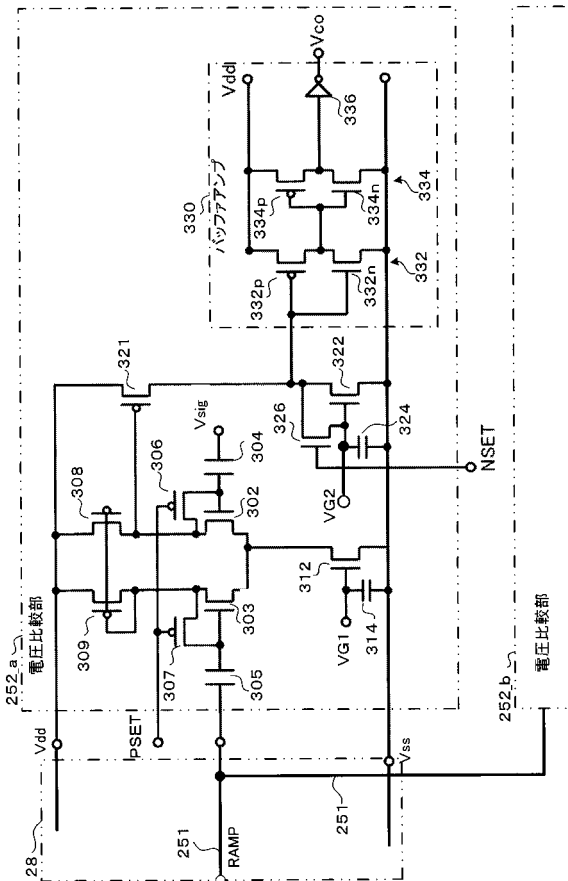 252_a
電圧比較部
330
バッファアンプ
Vdd
Vco
336
334p
334n
334
332p
332n
332
321
308
309
306
Vsig
304
302
303
307
305
326
322
324
VG2
NSET
312
314
VG1
Vdd
PSET
28
251
RAMP
251
Vss
252_b
電圧比較部